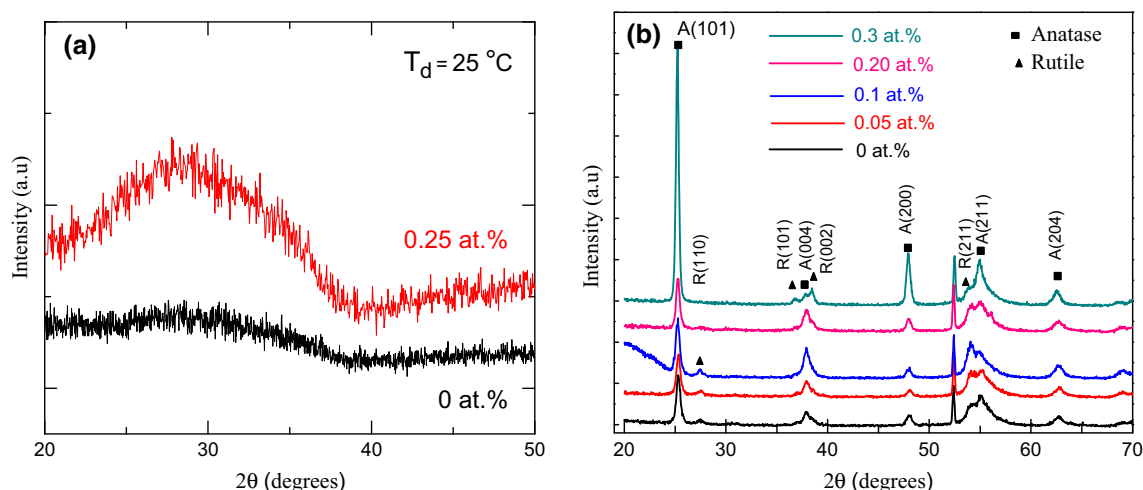 (a)
T_d = 25 °C
0.25 at.%
0 at.%
Intensity (a.u)
20 30 40 50
2θ (degrees)
(b)
A(101)
0.3 at.%
0.20 at.%
0.1 at.%
0.05 at.%
0 at.%
■ Anatase
▲ Rutile
R(110)
R(101)
A(004)
R(002)
A(200)
R(211)
A(211)
A(204)
Intensity (a.u)
20 30 40 50 60 70
2θ (degrees)